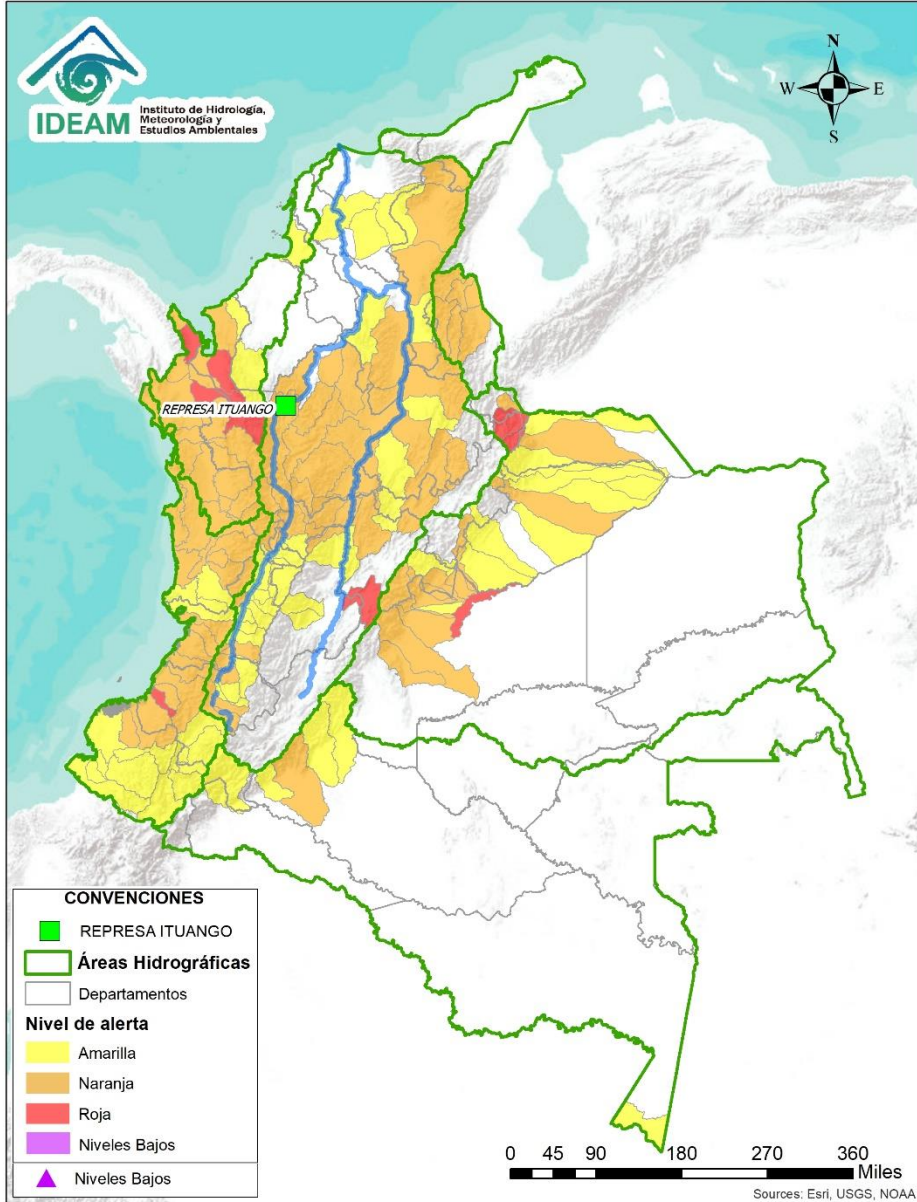 IDEAM
Instituto de Hidrología,
Meteorología y
Estudios Ambientales
N
W
E
S
REPRESA ITUANGO
CONVENCIONES
REPRESA ITUANGO
Áreas Hidrográficas
Departamentos
Nivel de alerta
Amarilla
Naranja
Roja
Niveles Bajos
Niveles Bajos
0 45 90 180 270 360
Miles
Sources: Esri, USGS, NOAA